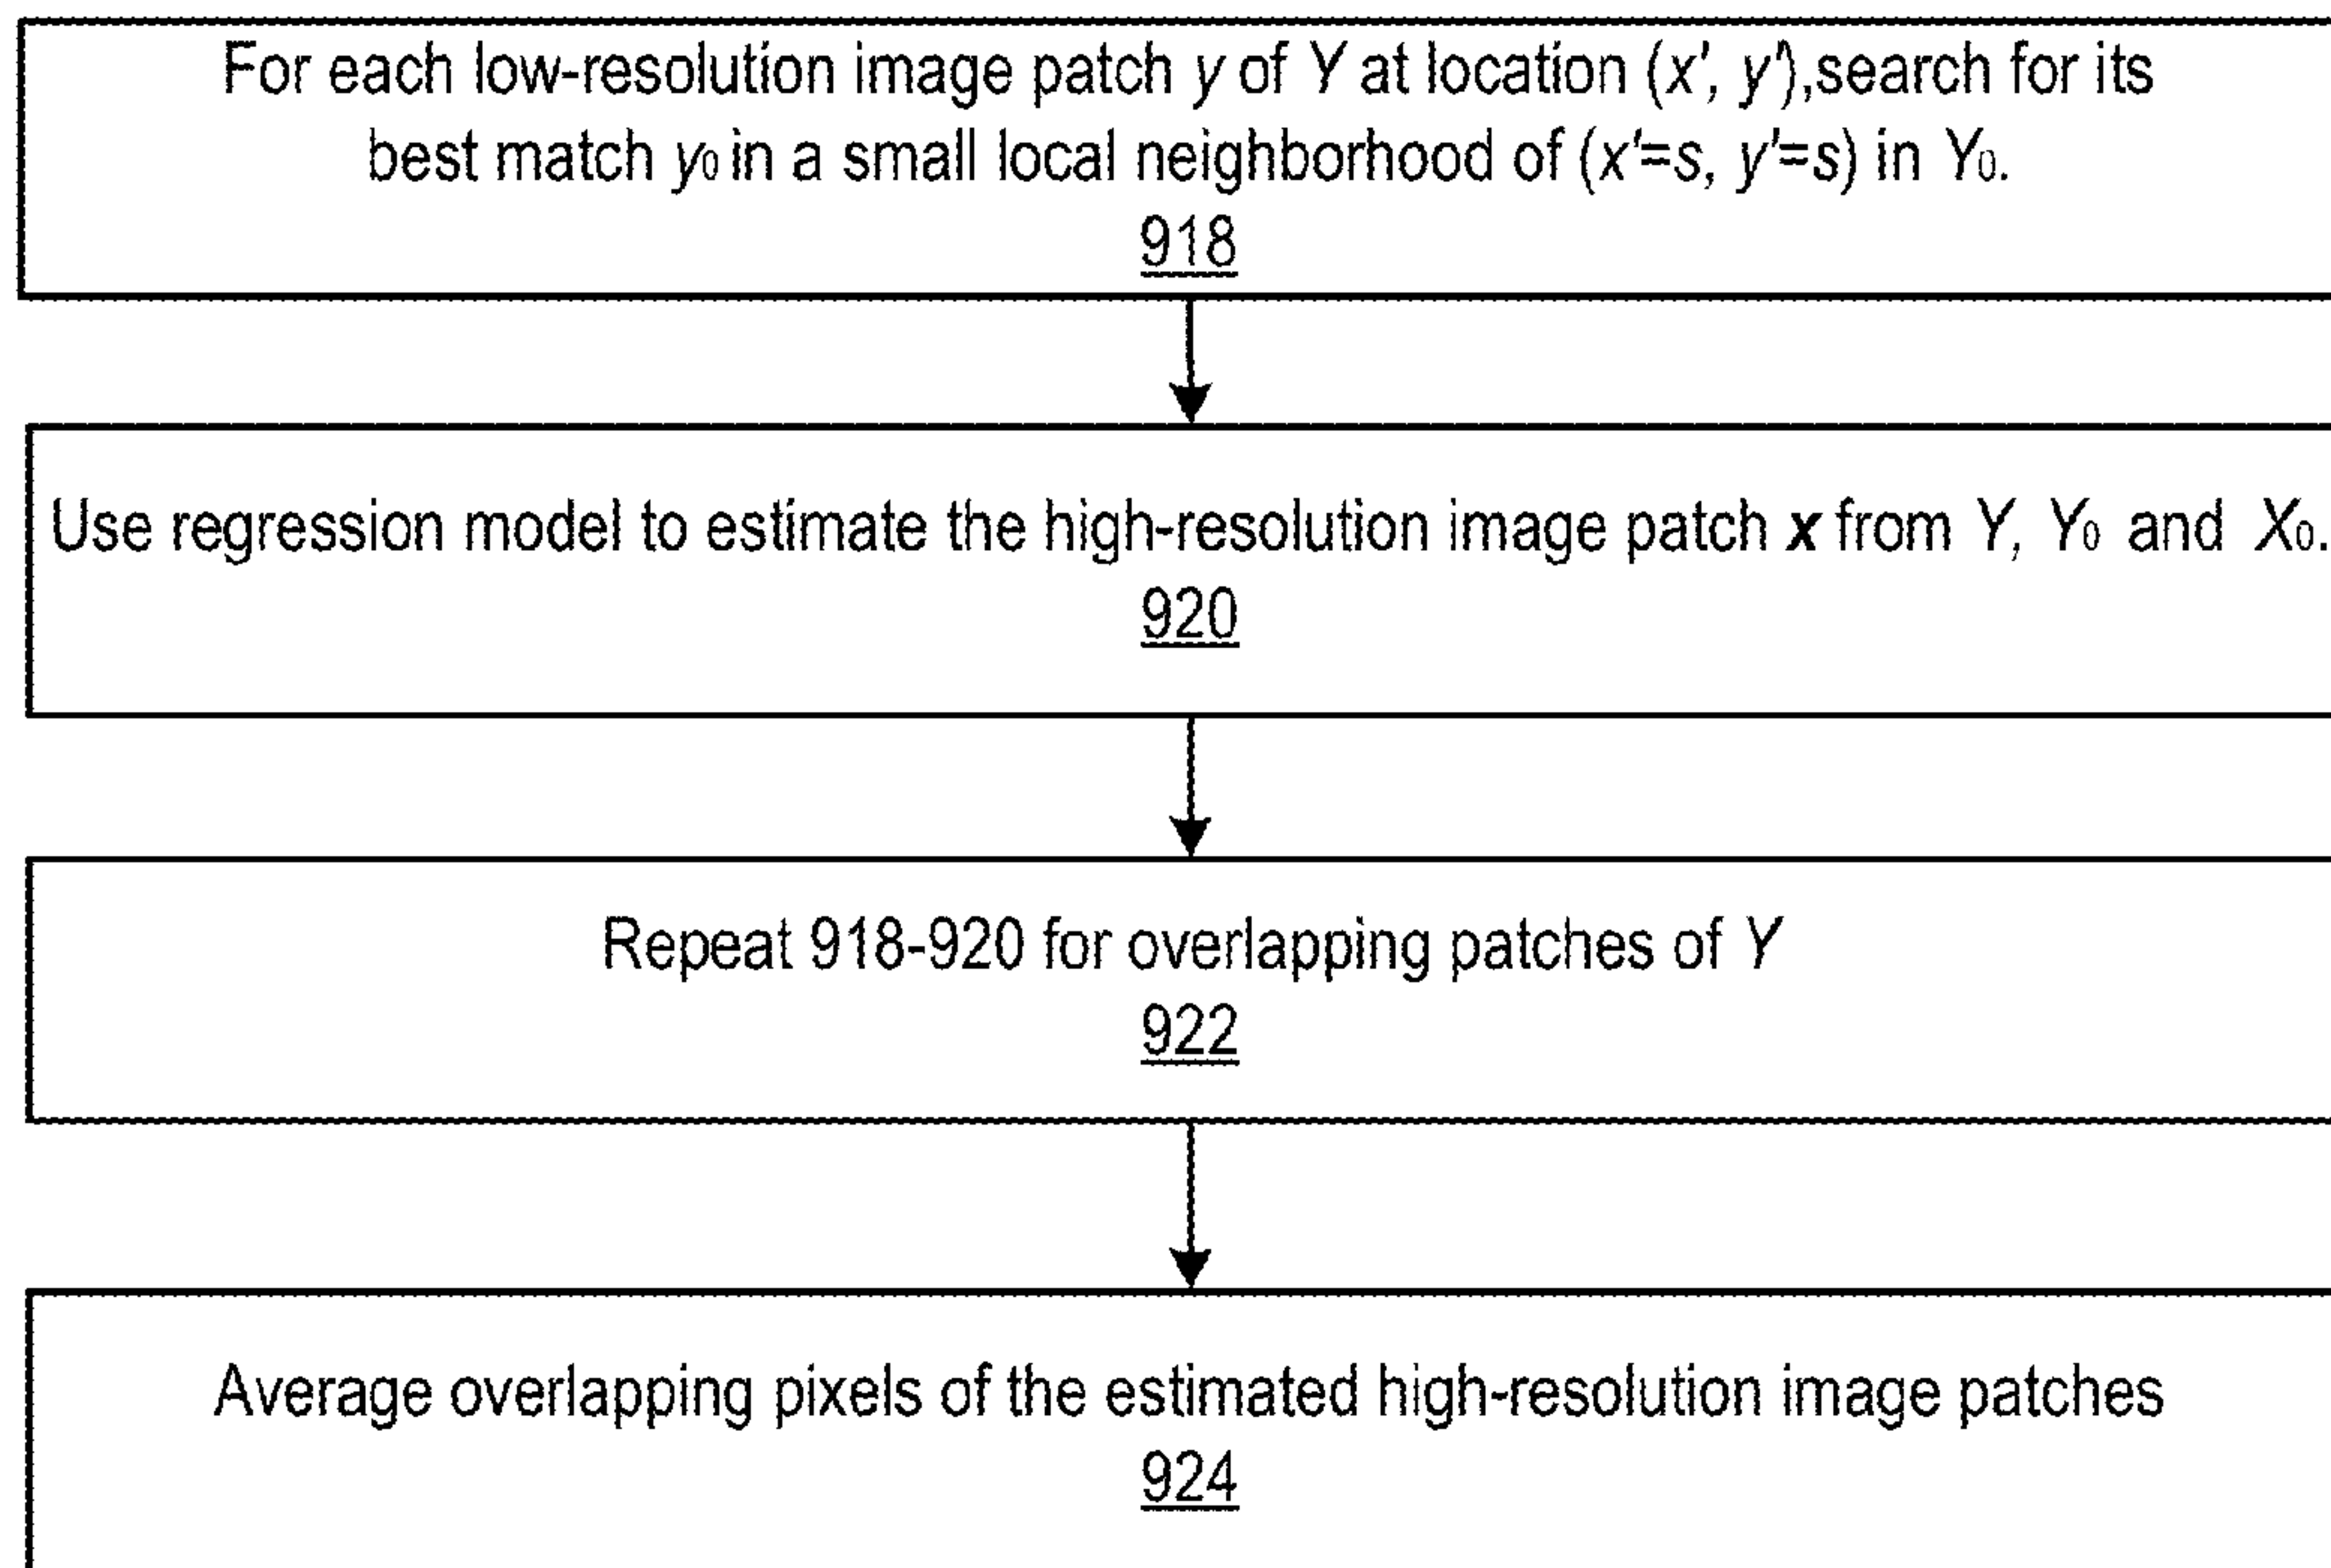 For each low-resolution image patch y of Y at location (x', y'),search for its
best match y₀ in a small local neighborhood of (x'=s, y'=s) in Y₀.
918
Use regression model to estimate the high-resolution image patch x from Y, Y₀ and X₀.
920
Repeat 918-920 for overlapping patches of Y
922
Average overlapping pixels of the estimated high-resolution image patches
924